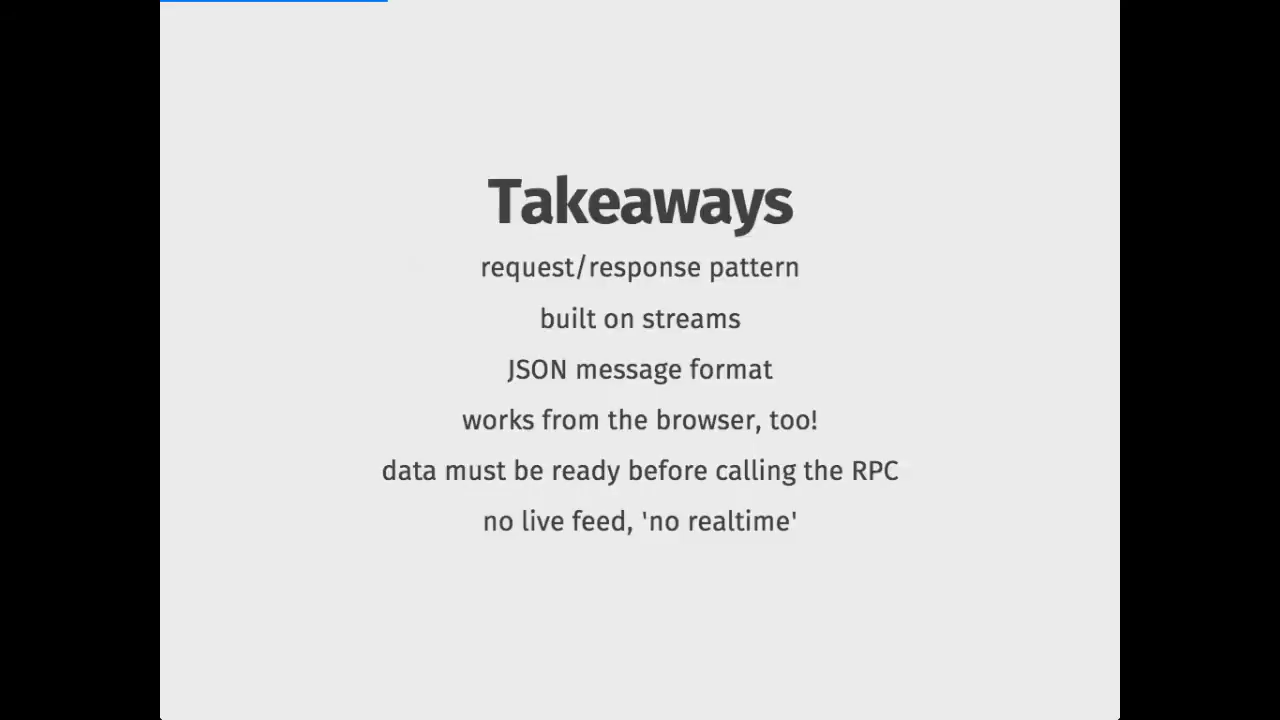 Takeaways
request/response pattern
built on streams
JSON message format
works from the browser, too!
data must be ready before calling the RPC
no live feed, 'no realtime'